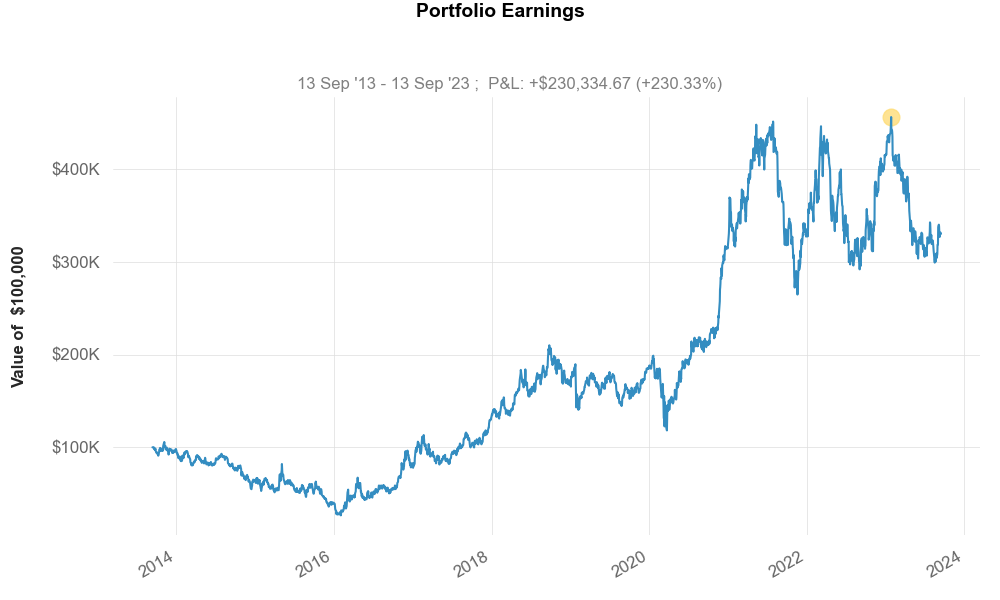 Portfolio Earnings
13 Sep '13 - 13 Sep '23 ;  P&L: +$230,334.67 (+230.33%)
Value of  $100,000
$400K
$300K
$200K
$100K
2014
2016
2018
2020
2022
2024